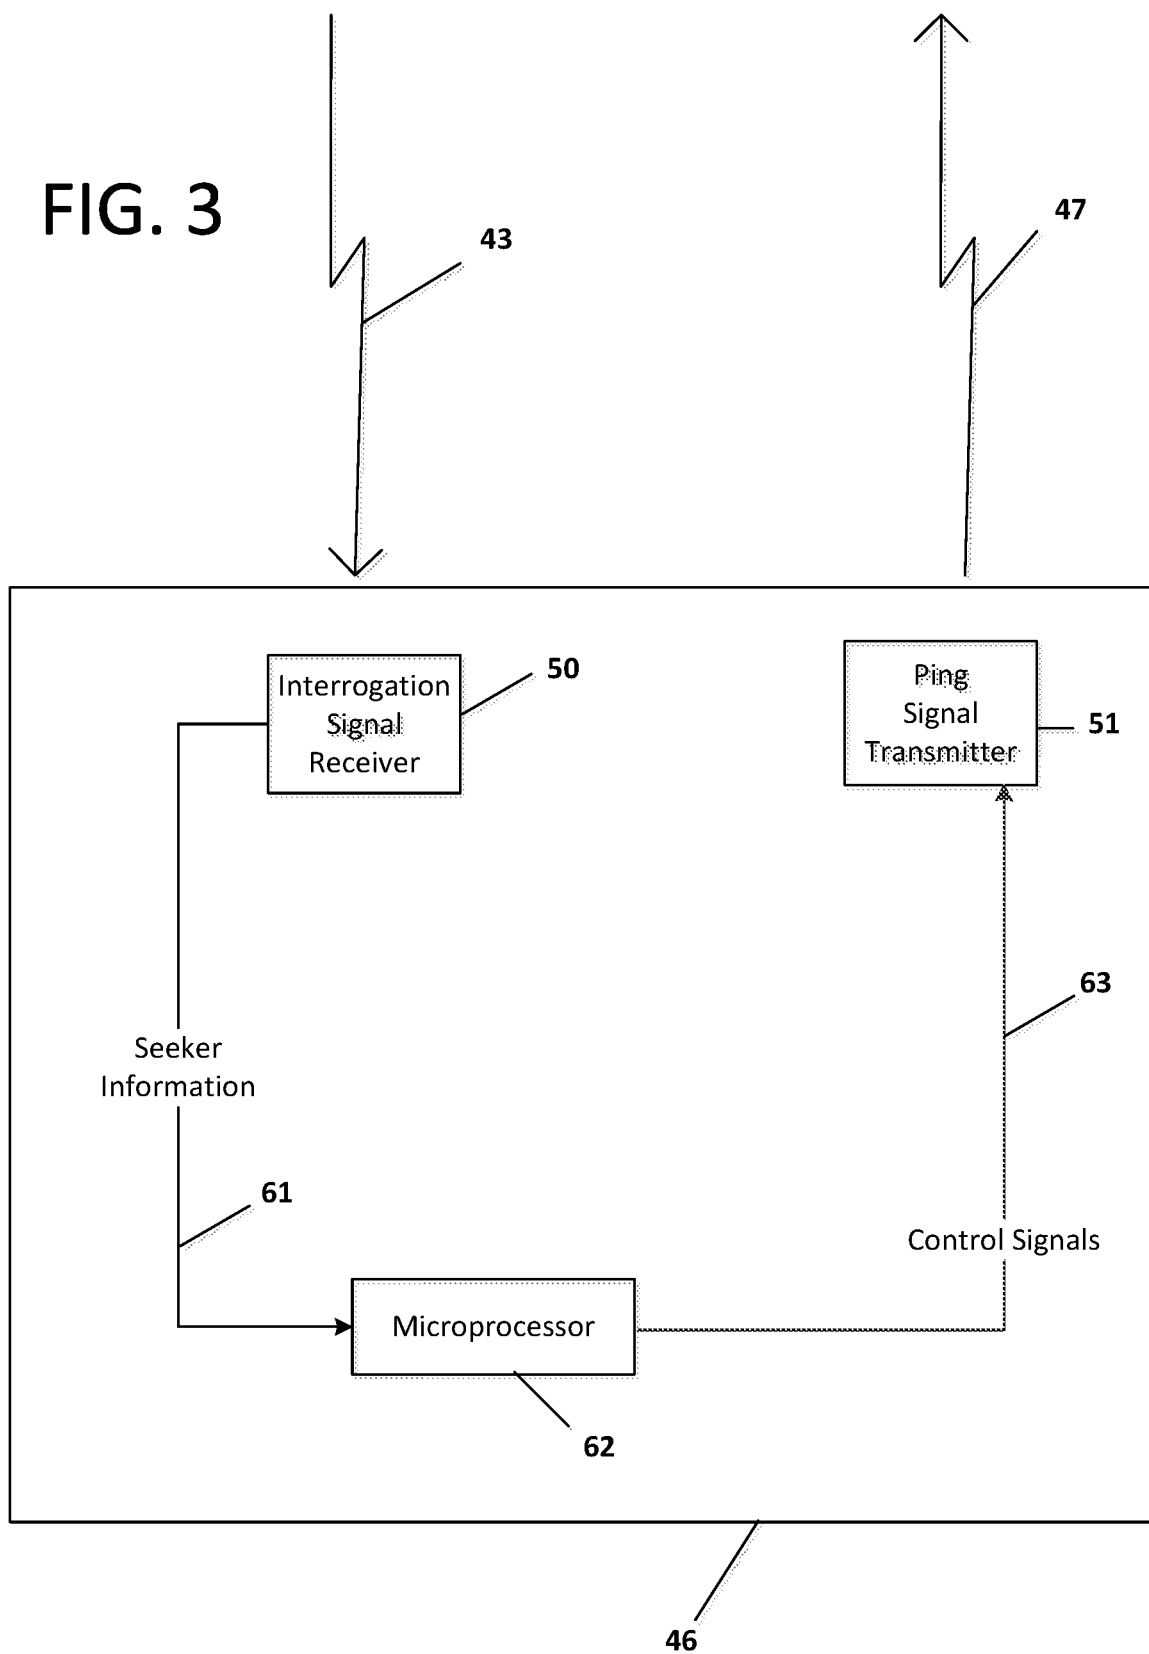 FIG. 3
43
47
Interrogation
Signal
Receiver
50
Ping
Signal
Transmitter
51
63
Seeker
Information
61
Control Signals
Microprocessor
62
46